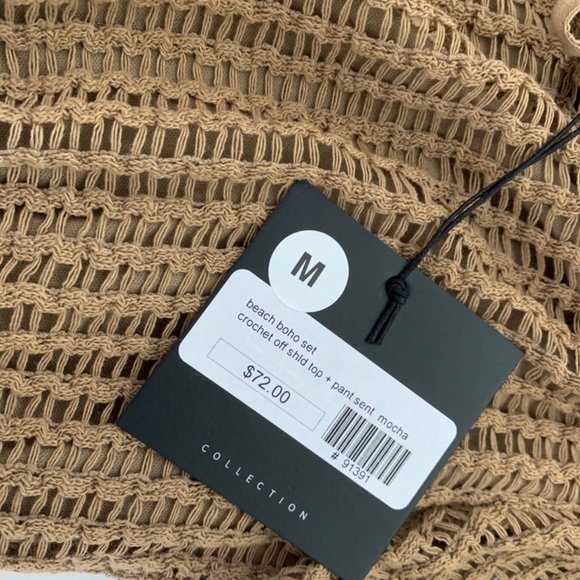 M
beach boho set
crochet off shld top + pant sent mocha
$72.00
# 91391
COLLECTION